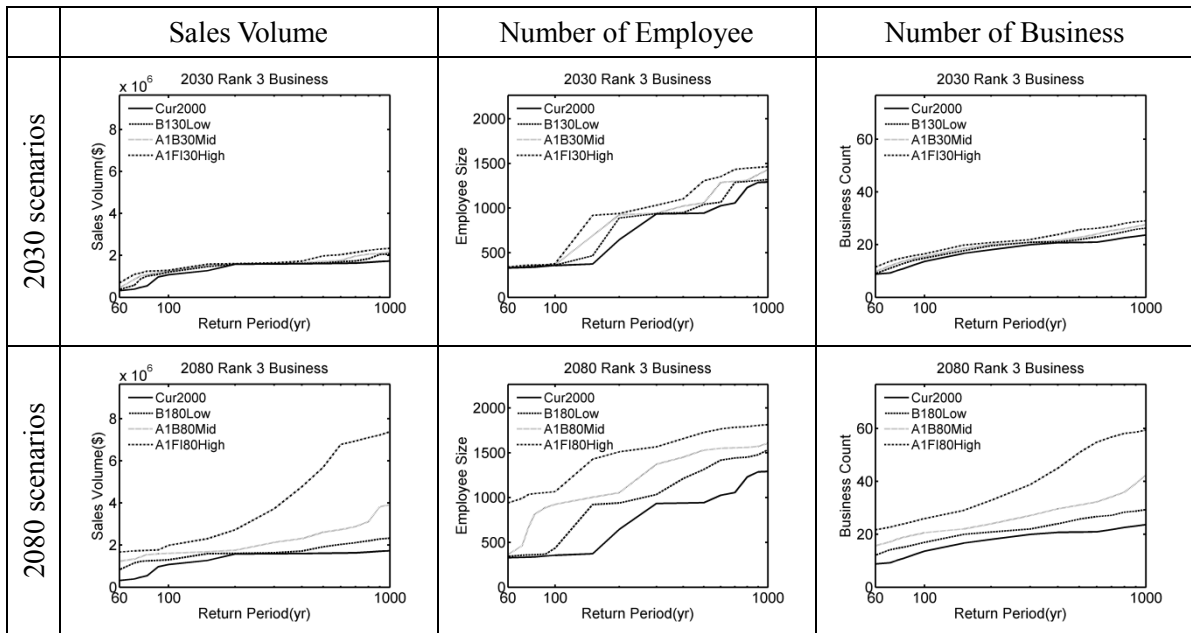 Sales Volume
Number of Employee
Number of Business
2030 scenarios
2030 Rank 3 Business
x 10^6
Sales Volumn($)
8
6
4
2
0
Cur2000
B130Low
A1B30Mid
A1FI30High
60
100
1000
Return Period(yr)
2030 Rank 3 Business
Employee Size
2000
1500
1000
500
0
Cur2000
B130Low
A1B30Mid
A1FI30High
60
100
1000
Return Period(yr)
2030 Rank 3 Business
Business Count
60
40
20
0
Cur2000
B130Low
A1B30Mid
A1FI30High
60
100
1000
Return Period(yr)
2080 scenarios
2080 Rank 3 Business
x 10^6
Sales Volumn($)
8
6
4
2
0
Cur2000
B180Low
A1B80Mid
A1FI80High
60
100
1000
Return Period(yr)
2080 Rank 3 Business
Employee Size
2000
1500
1000
500
0
Cur2000
B180Low
A1B80Mid
A1FI80High
60
100
1000
Return Period(yr)
2080 Rank 3 Business
Business Count
60
40
20
0
Cur2000
B180Low
A1B80Mid
A1FI80High
60
100
1000
Return Period(yr)